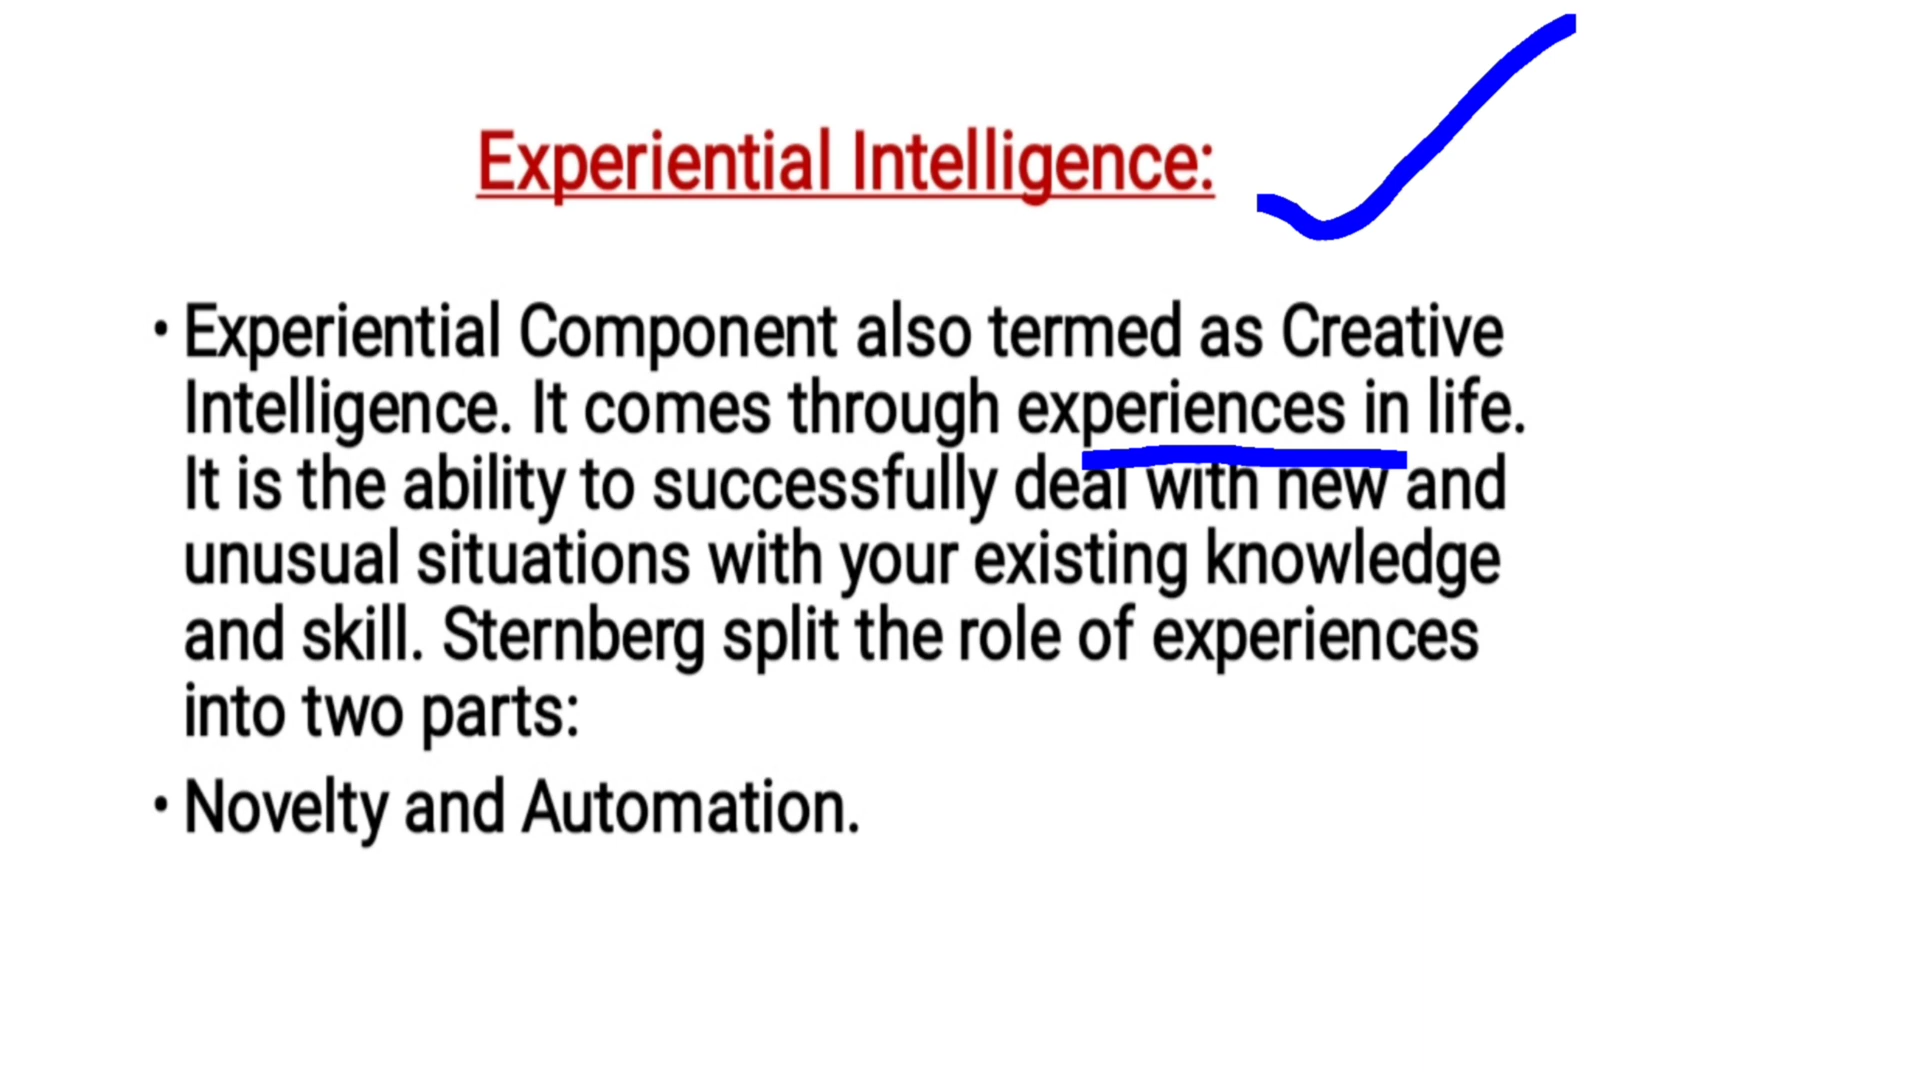 Experiential Intelligence:
• Experiential Component also termed as Creative
Intelligence. It comes through experiences in life.
It is the ability to successfully deal with new and
unusual situations with your existing knowledge
and skill. Sternberg split the role of experiences
into two parts:
• Novelty and Automation.